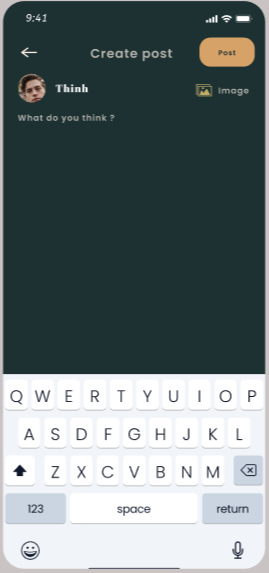 9:41
Create post
Post
Thinh
Image
What do you think ?
Q W E R T Y U I O P
A S D F G H J K L
Z X C V B N M
123 space return